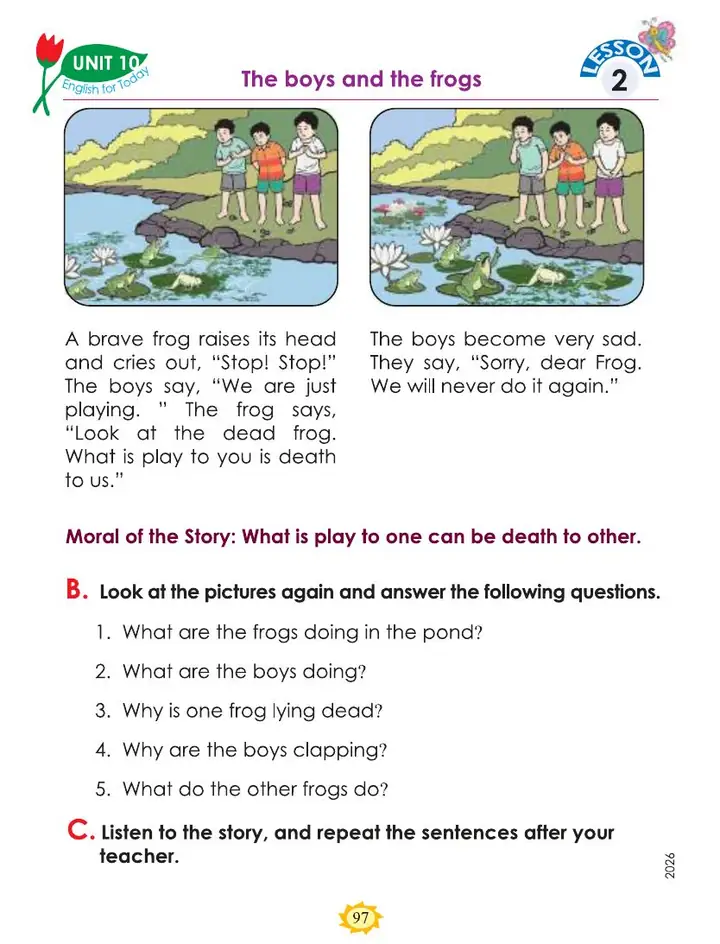 UNIT 10
English for Today
The boys and the frogs
LESSON
2
A brave frog raises its head
and cries out, “Stop! Stop!”
The boys say, “We are just
playing. ” The frog says,
“Look at the dead frog.
What is play to you is death
to us.”
The boys become very sad.
They say, “Sorry, dear Frog.
We will never do it again.”
Moral of the Story: What is play to one can be death to other.
B. Look at the pictures again and answer the following questions.
1. What are the frogs doing in the pond?
2. What are the boys doing?
3. Why is one frog lying dead?
4. Why are the boys clapping?
5. What do the other frogs do?
C. Listen to the story, and repeat the sentences after your
teacher.
2026
97